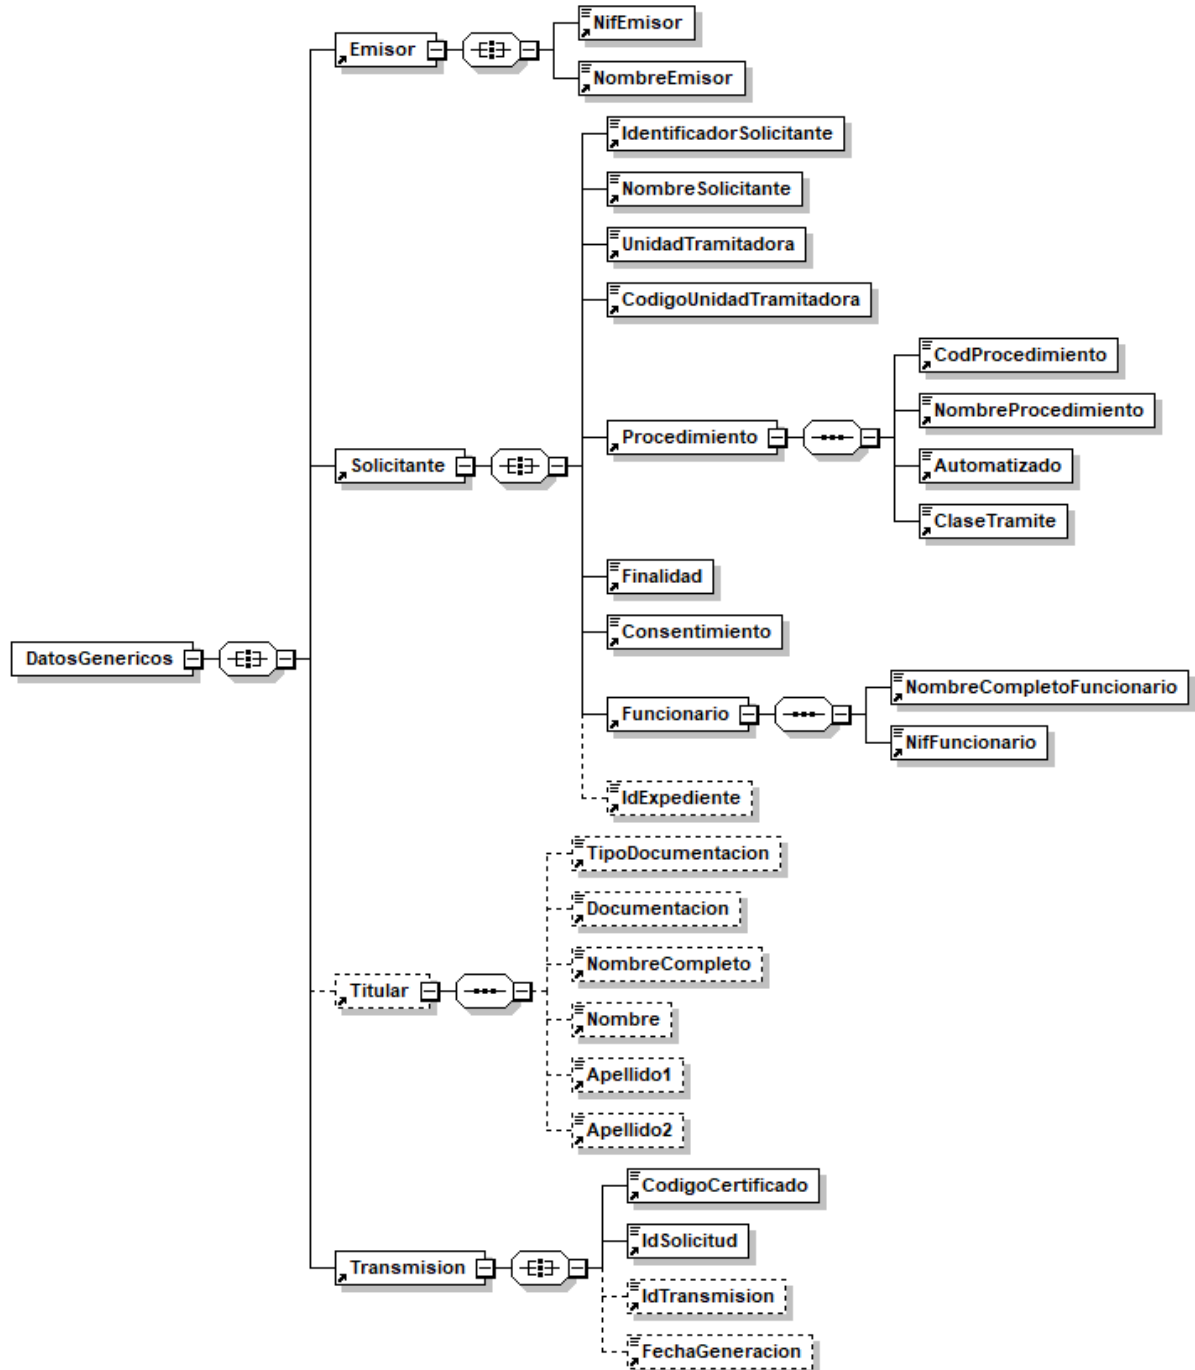 NifEmisor
Emisor
NombreEmisor
IdentificadorSolicitante
NombreSolicitante
UnidadTramitadora
CodigoUnidadTramitadora
CodProcedimiento
NombreProcedimiento
Procedimiento
Automatizado
Solicitante
ClaseTramite
Finalidad
Consentimiento
DatosGenericos
NombreCompletoFuncionario
Funcionario
NifFuncionario
IdExpediente
TipoDocumentacion
Documentacion
NombreCompleto
Titular
Nombre
Apellido1
Apellido2
CodigoCertificado
IdSolicitud
Transmision
IdTransmision
FechaGeneracion